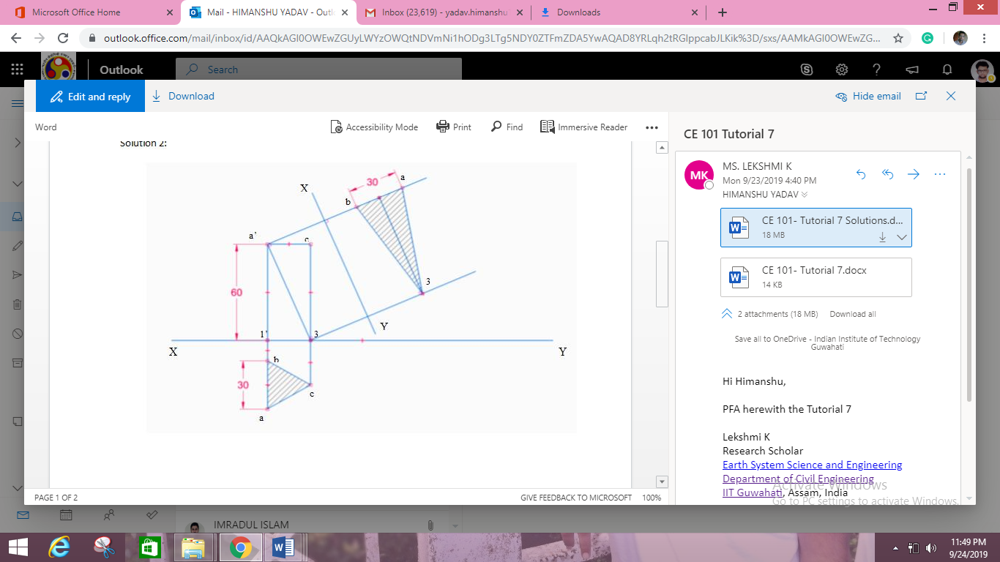 Microsoft Office Home
Mail - HIMANSHU YADAV - Outl
Inbox (23,619) - yadav.himanshu
Downloads
outlook.office.com/mail/inbox/id/AAQkAGI0OWEwZGUyLWYzOWQtNDVmNi1hODg3LTg5NDY0ZTFmZDA5YwAQAD8YRLqh2tRGIppcabJLKik%3D/sxs/AAMkAGI0OWEwZG...
Outlook
Search
Edit and reply
Download
Hide email
Word
Accessibility Mode
Print
Find
Immersive Reader
Solution 2:
X
30
a
b
a'
c
60
3
Y
1'
3
X
Y
b
30
c
a
CE 101 Tutorial 7
MK
MS. LEKSHMI K
Mon 9/23/2019 4:40 PM
HIMANSHU YADAV
CE 101- Tutorial 7 Solutions.d...
18 MB
CE 101- Tutorial 7.docx
14 KB
2 attachments (18 MB) Download all
Save all to OneDrive - Indian Institute of Technology
Guwahati
Hi Himanshu,
PFA herewith the Tutorial 7
Lekshmi K
Research Scholar
Earth System Science and Engineering
Department of Civil Engineering
IIT Guwahati, Assam, India
Activate Windows
Go to PC settings to activate Windows.
PAGE 1 OF 2
GIVE FEEDBACK TO MICROSOFT
100%
IMRADUL ISLAM
11:49 PM
9/24/2019